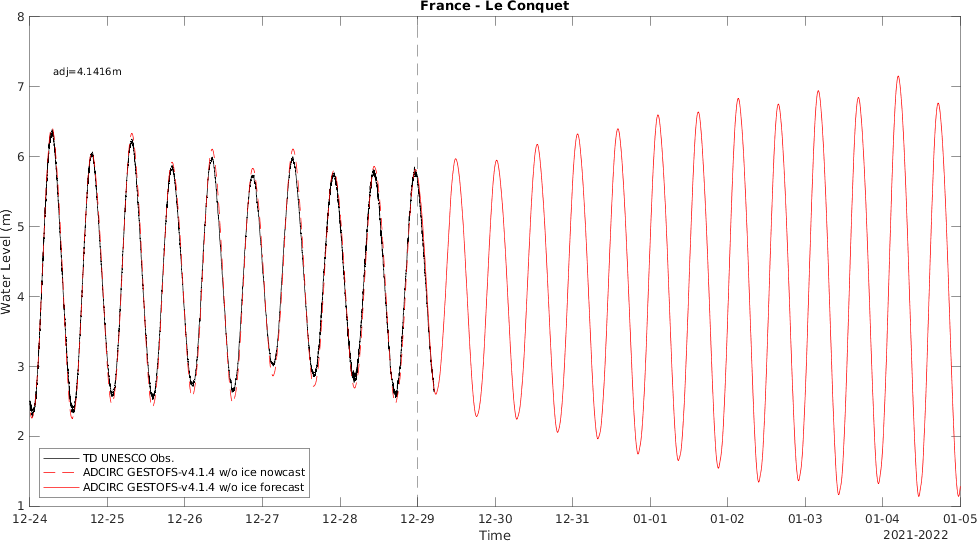 France - Le Conquet
8
7
6
5
4
3
2
1
adj=4.1416m
Water Level (m)
TD UNESCO Obs.
ADCIRC GESTOFS-v4.1.4 w/o ice nowcast
ADCIRC GESTOFS-v4.1.4 w/o ice forecast
12-24 12-25 12-26 12-27 12-28 12-29 12-30 12-31 01-01 01-02 01-03 01-04 01-05
Time
2021-2022